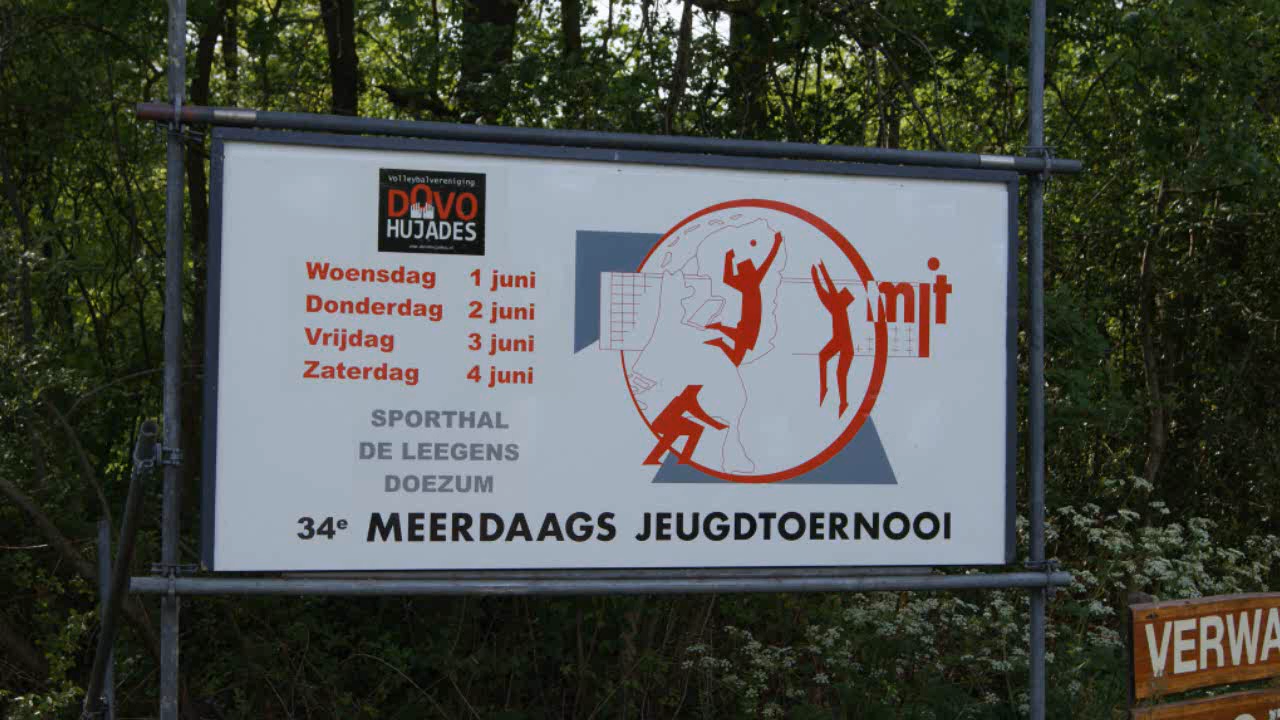 Volleybalvereniging
DOVO
HUJADES
Woensdag 1 juni
Donderdag 2 juni
Vrijdag 3 juni
Zaterdag 4 juni
SPORTHAL
DE LEEGENS
DOEZUM
mjt
34e MEERDAAGS JEUGDTOERNOOI
VERWA